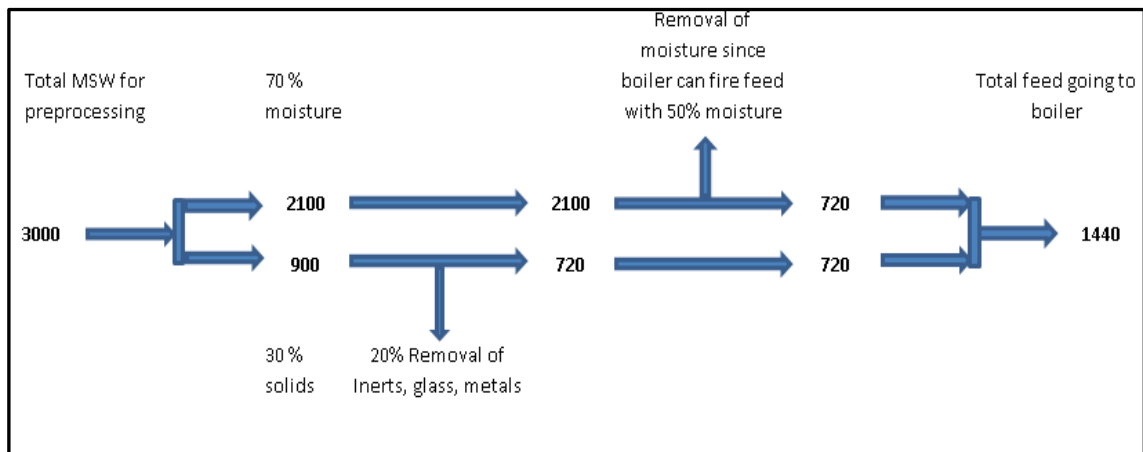 Total MSW for
preprocessing
70 %
moisture
Removal of
moisture since
boiler can fire feed
with 50% moisture
Total feed going to
boiler
3000
2100
2100
720
900
720
720
1440
30 %
solids
20% Removal of
Inerts, glass, metals